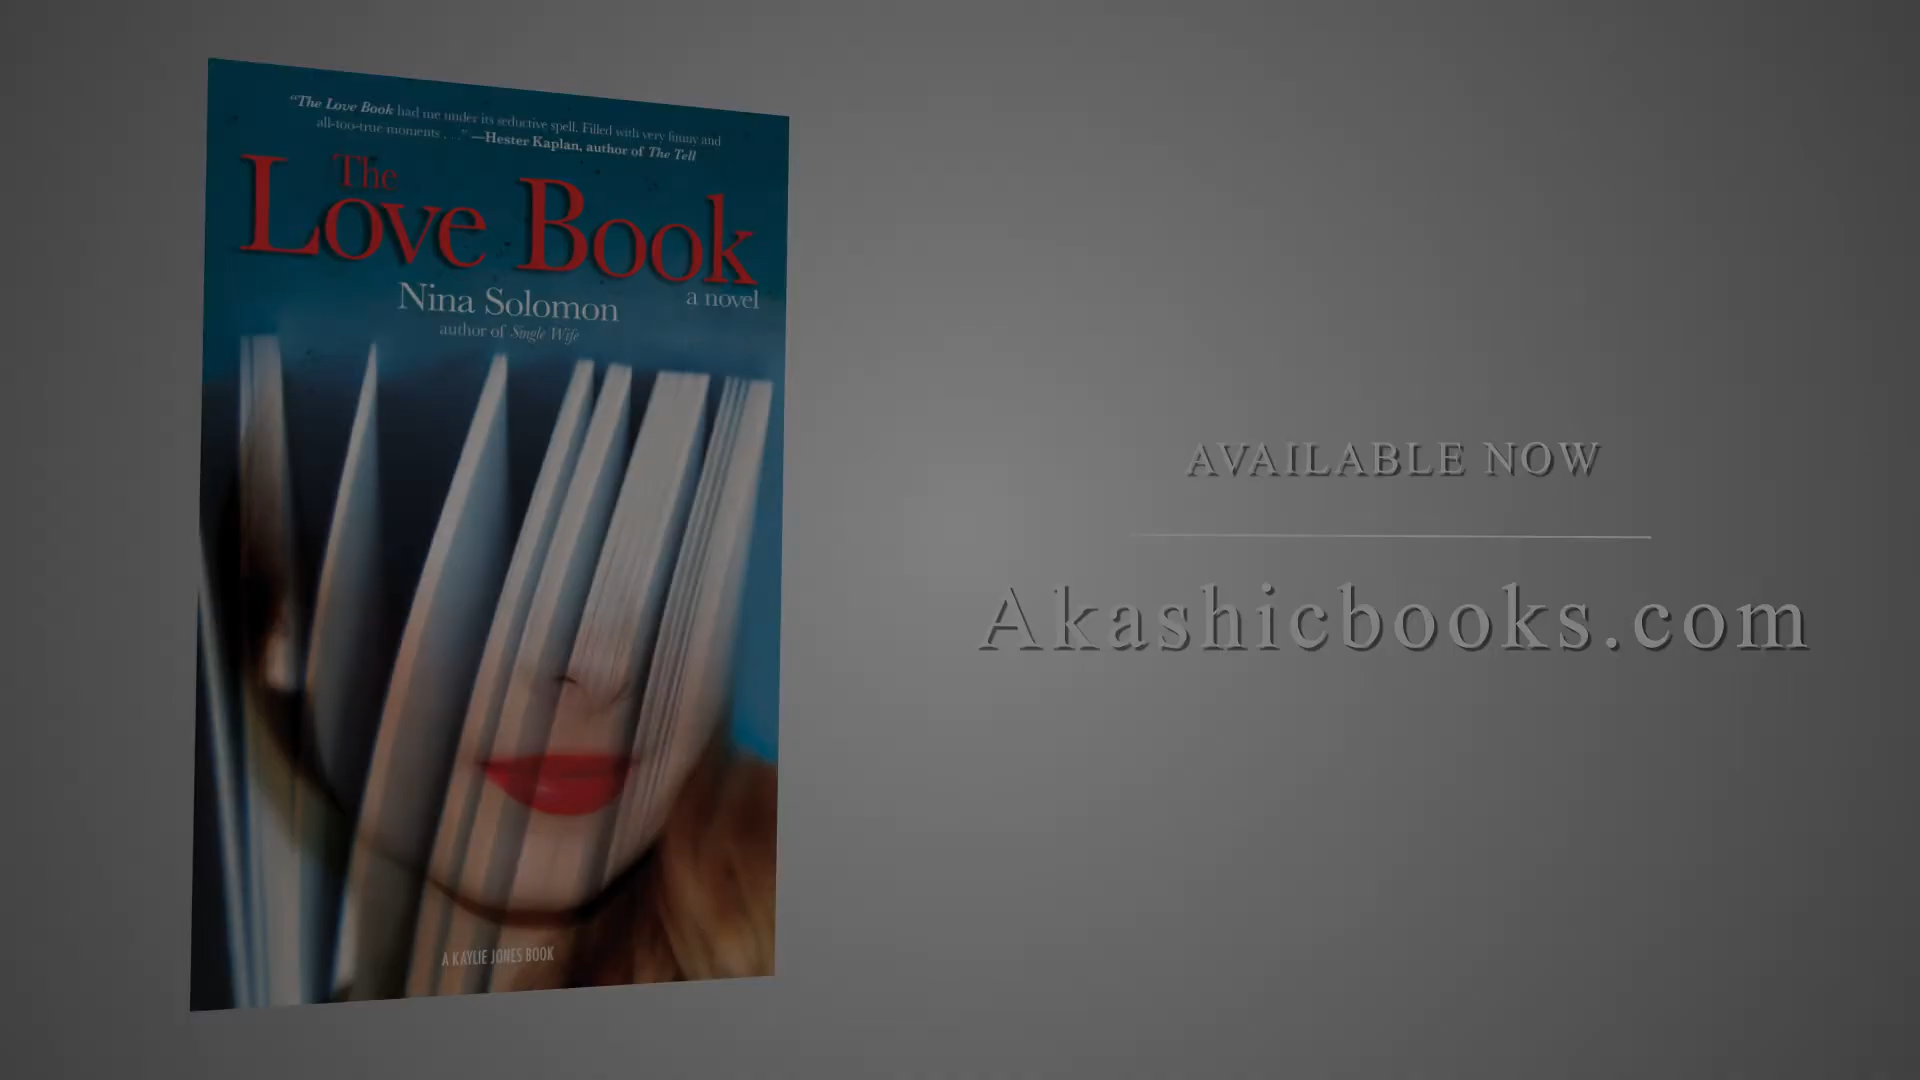 “The Love Book had me under its seductive spell. Filled with very funny and
all-too-true moments . . .” —Hester Kaplan, author of The Tell
The
Love Book
a novel
Nina Solomon
author of Single Wife
A KAYLIE JONES BOOK
AVAILABLE NOW
Akashicbooks.com